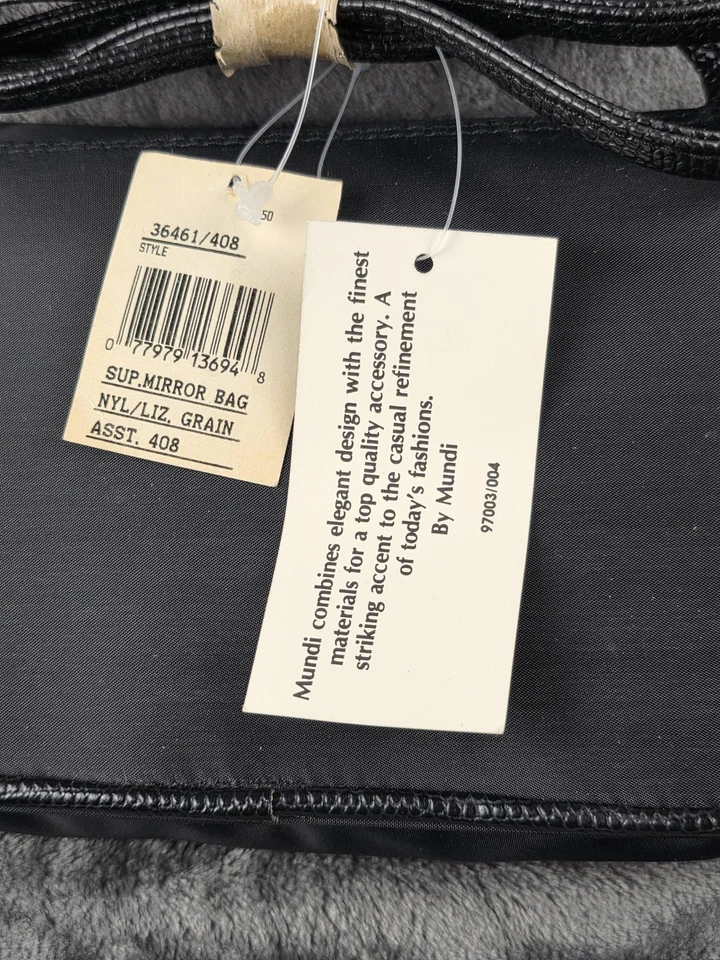 50
36461/408
STYLE
0 77979 13694 8
SUP.MIRROR BAG
NYL/LIZ. GRAIN
ASST. 408
Mundi combines elegant design with the finest
materials for a top quality accessory. A
striking accent to the casual refinement
of today's fashions.
By Mundi
97003/004